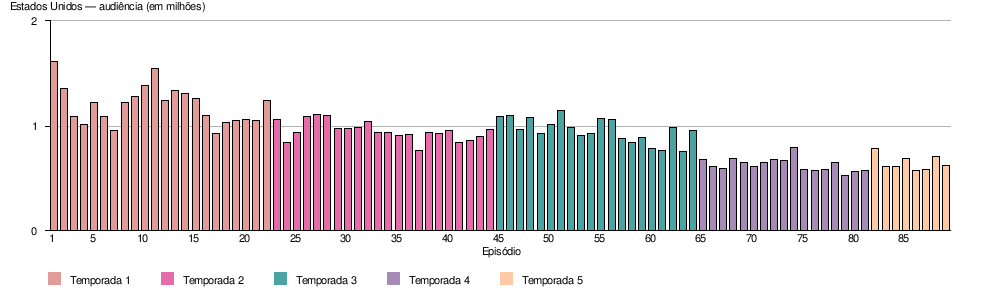 Estados Unidos — audiência (em milhões)
2
1
0
1 5 10 15 20 25 30 35 40 45 50 55 60 65 70 75 80 85
Episódio
Temporada 1 Temporada 2 Temporada 3 Temporada 4 Temporada 5